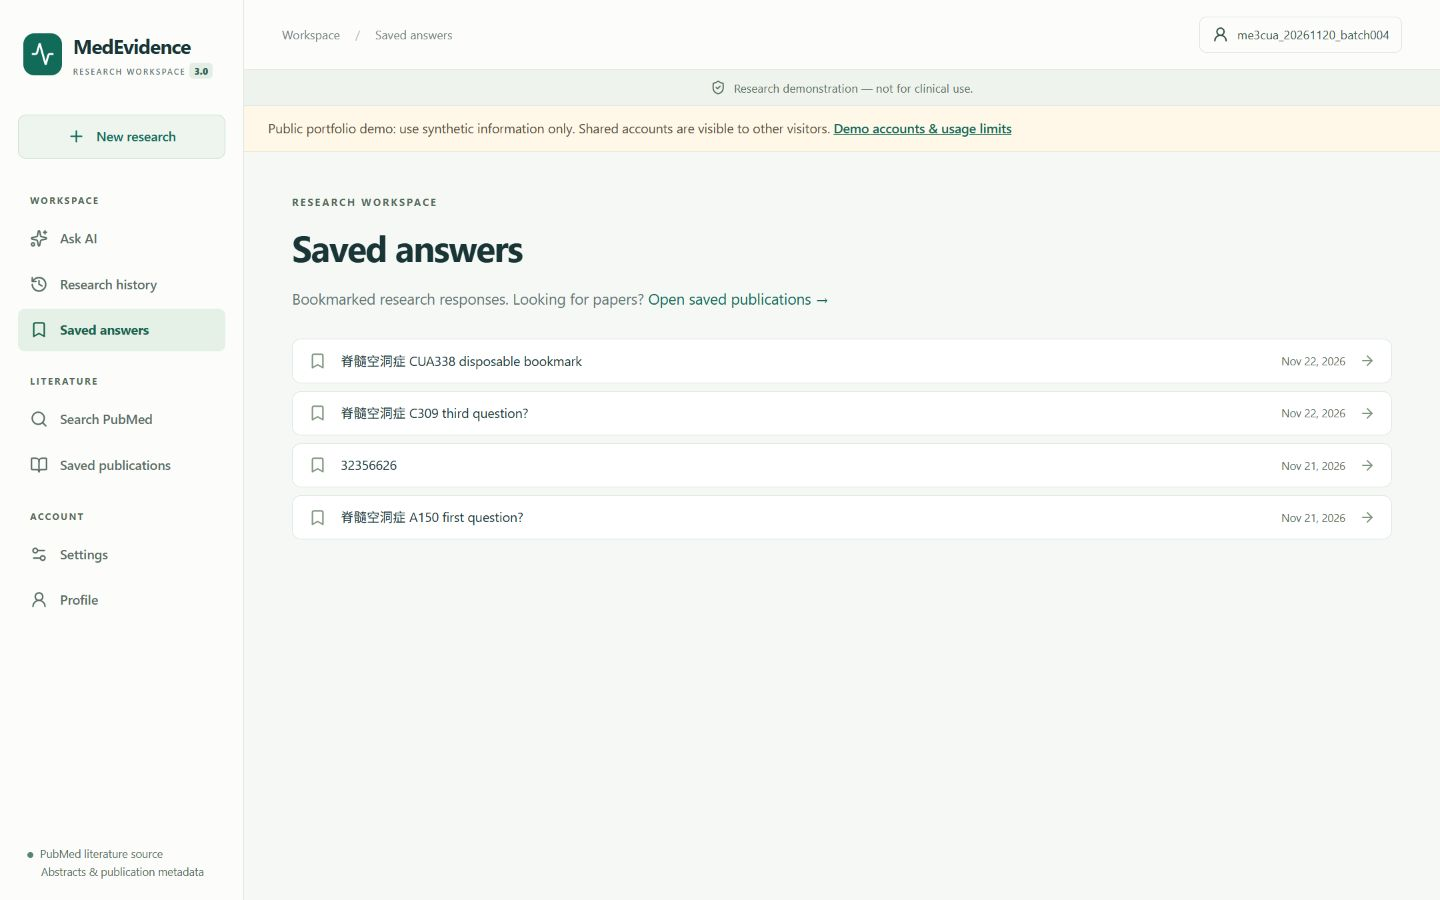 MedEvidence
RESEARCH WORKSPACE 3.0
New research
WORKSPACE
Ask AI
Research history
Saved answers
LITERATURE
Search PubMed
Saved publications
ACCOUNT
Settings
Profile
PubMed literature source
Abstracts & publication metadata
Workspace / Saved answers
me3cua_20261120_batch004
Research demonstration — not for clinical use.
Public portfolio demo: use synthetic information only. Shared accounts are visible to other visitors. Demo accounts & usage limits
RESEARCH WORKSPACE
Saved answers
Bookmarked research responses. Looking for papers? Open saved publications →
脊髓空洞症 CUA338 disposable bookmark Nov 22, 2026 →
脊髓空洞症 C309 third question? Nov 22, 2026 →
32356626 Nov 21, 2026 →
脊髓空洞症 A150 first question? Nov 21, 2026 →